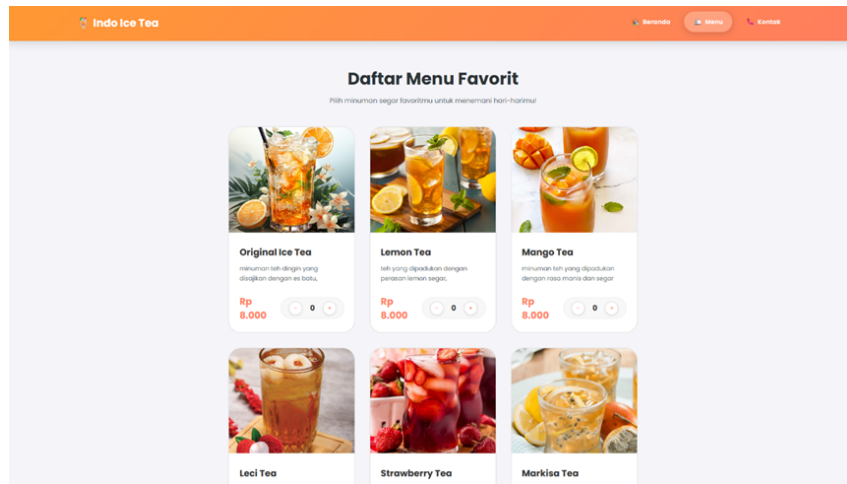 Indo Ice Tea
Beranda
Menu
Kontak
Daftar Menu Favorit
Pilih minuman segar favoritmu untuk menemani hari-harimu!
Original Ice Tea
minuman teh dingin yang
disajikan dengan es batu,
Rp
8.000
- 0 +
Lemon Tea
teh yang dipadukan dengan
perasan lemon segar,
Rp
8.000
- 0 +
Mango Tea
minuman teh yang dipadukan
dengan rasa manis dan segar
Rp
8.000
- 0 +
Leci Tea
Strawberry Tea
Markisa Tea